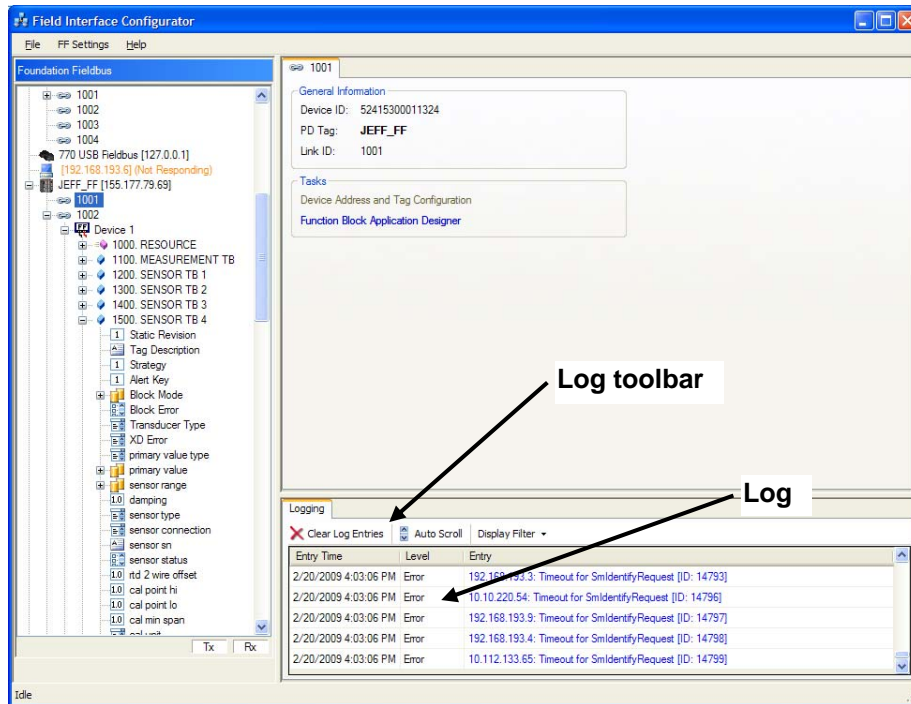 Field Interface Configurator
File FF Settings Help
Foundation Fieldbus
1001
1002
1003
1004
770 USB Fieldbus [127.0.0.1]
[192.168.193.6] (Not Responding)
JEFF_FF [155.177.79.69]
1001
1002
Device 1
1000. RESOURCE
1100. MEASUREMENT TB
1200. SENSOR TB 1
1300. SENSOR TB 2
1400. SENSOR TB 3
1500. SENSOR TB 4
Static Revision
Tag Description
Strategy
Alert Key
Block Mode
Block Error
Transducer Type
XD Error
primary value type
primary value
sensor range
damping
sensor type
sensor connection
sensor sn
sensor status
rtd 2 wire offset
cal point hi
cal point lo
cal min span
Tx Rx
Idle
1001
General Information
Device ID: 52415300011324
PD Tag: JEFF_FF
Link ID: 1001
Tasks
Device Address and Tag Configuration
Function Block Application Designer
Log toolbar
Log
Logging
Clear Log Entries Auto Scroll Display Filter
Entry Time Level Entry
2/20/2009 4:03:06 PM Error 192.168.193.3: Timeout for SmIdentifyRequest [ID: 14793]
2/20/2009 4:03:06 PM Error 10.10.220.54: Timeout for SmIdentifyRequest [ID: 14796]
2/20/2009 4:03:06 PM Error 192.168.193.9: Timeout for SmIdentifyRequest [ID: 14797]
2/20/2009 4:03:06 PM Error 192.168.193.4: Timeout for SmIdentifyRequest [ID: 14798]
2/20/2009 4:03:06 PM Error 10.112.133.65: Timeout for SmIdentifyRequest [ID: 14799]